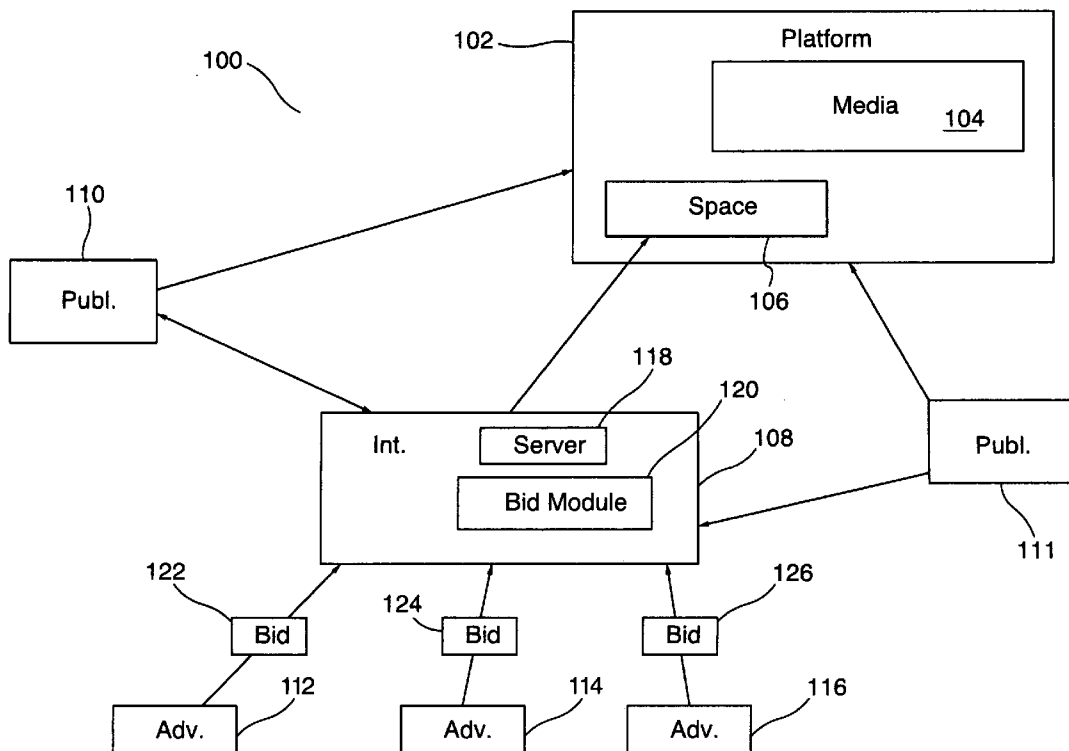 102
Platform
100
Media
104
110
Space
Publ.
106
118
120
Int.
Server
108
Publ.
Bid Module
111
122
124
126
Bid
Bid
Bid
112
114
116
Adv.
Adv.
Adv.